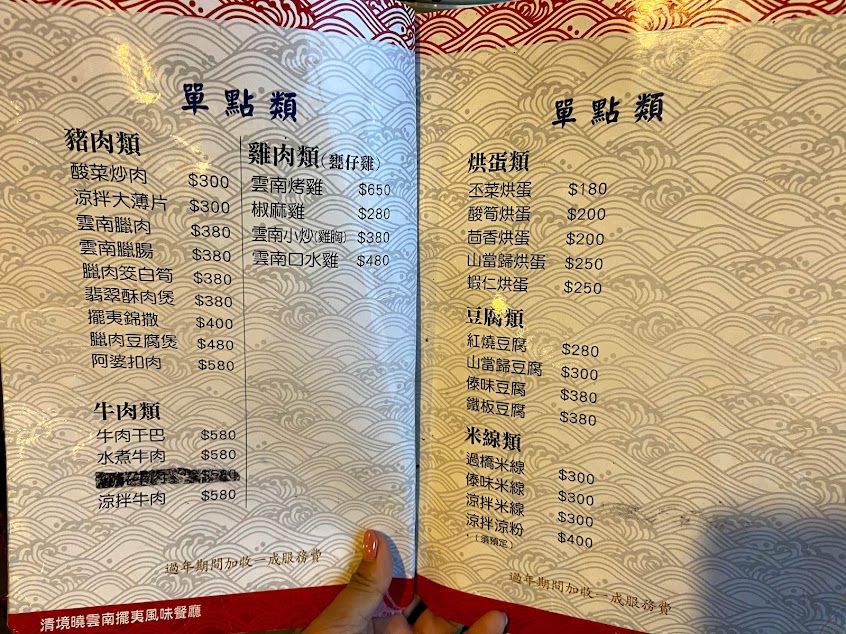 單點類
豬肉類
酸菜炒肉 $300
涼拌大薄片 $300
雲南臘肉 $380
雲南臘腸 $380
臘肉筊白筍 $380
翡翠酥肉煲 $380
擺夷錦撒 $400
臘肉豆腐煲 $480
阿婆扣肉 $580
牛肉類
牛肉干巴 $580
水煮牛肉 $580
涼拌牛肉 $580
雞肉類(甕仔雞)
雲南烤雞 $650
椒麻雞 $280
雲南小炒(雞胸) $380
雲南口水雞 $480
過年期間加收一成服務費
清境曉雲南擺夷風味餐廳
單點類
烘蛋類
丕菜烘蛋 $180
酸筍烘蛋 $200
茴香烘蛋 $200
山當歸烘蛋 $250
蝦仁烘蛋 $250
豆腐類
紅燒豆腐 $280
山當歸豆腐 $300
傣味豆腐 $380
鐵板豆腐 $380
米線類
過橋米線 $300
傣味米線 $300
涼拌米線 $300
涼拌涼粉 $400
*(須預定)
過年期間加收一成服務費